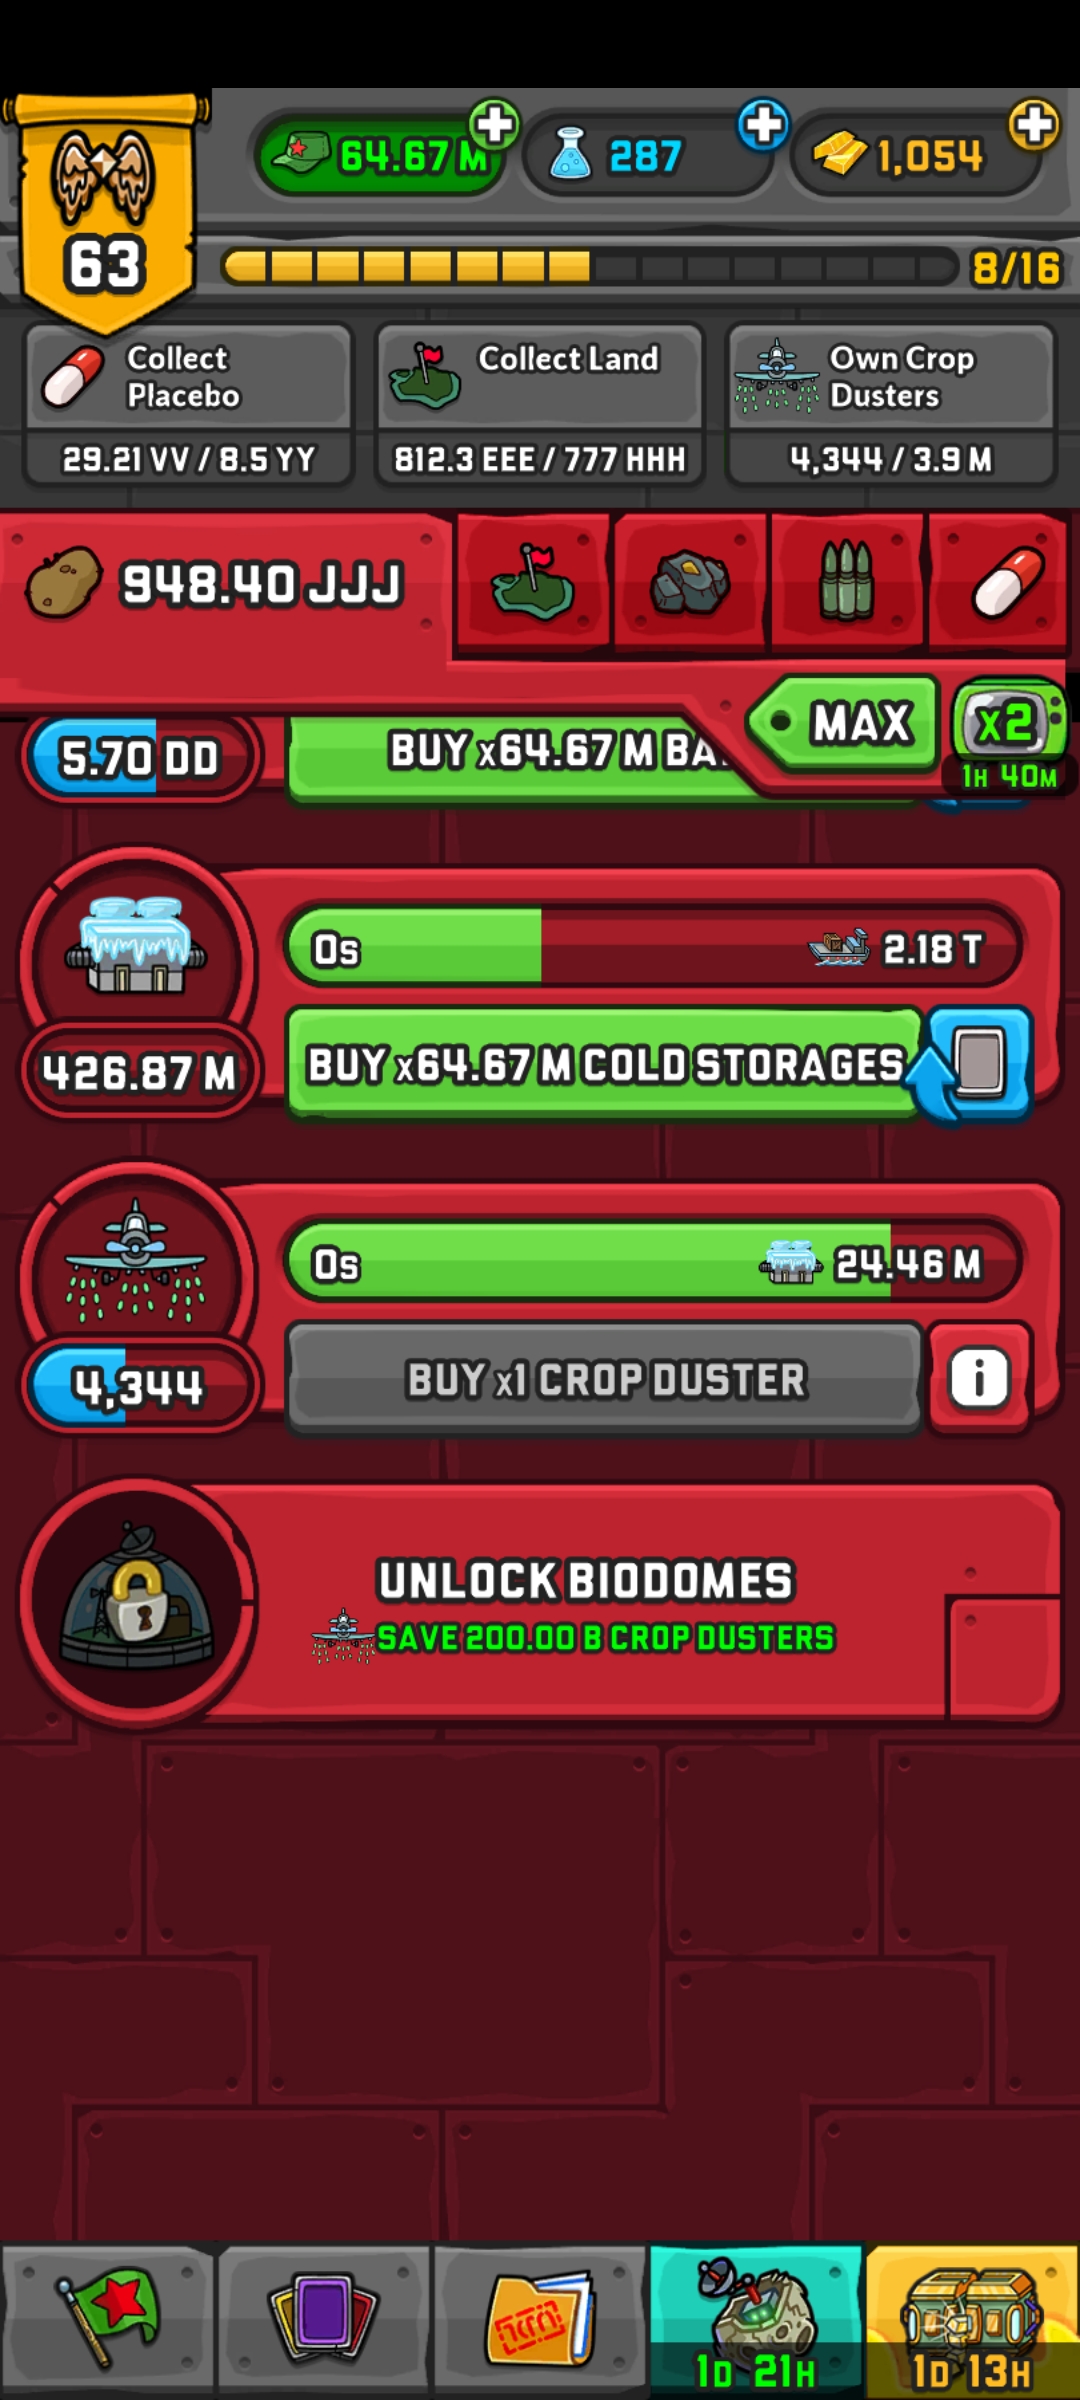 64.67 M
287
1,054
63
8/16
Collect
Placebo
29.21 VV / 8.5 YY
Collect Land
812.3 EEE / 777 HHH
Own Crop
Dusters
4,344 / 3.9 M
948.40 JJJ
MAX
X2
1H 40M
5.70 DD
BUY x64.67 M BA
0s
2.18 T
426.87 M
BUY x64.67 M COLD STORAGES
0s
24.46 M
4,344
BUY x1 CROP DUSTER
i
UNLOCK BIODOMES
SAVE 200.00 B CROP DUSTERS
1D 21H
1D 13H